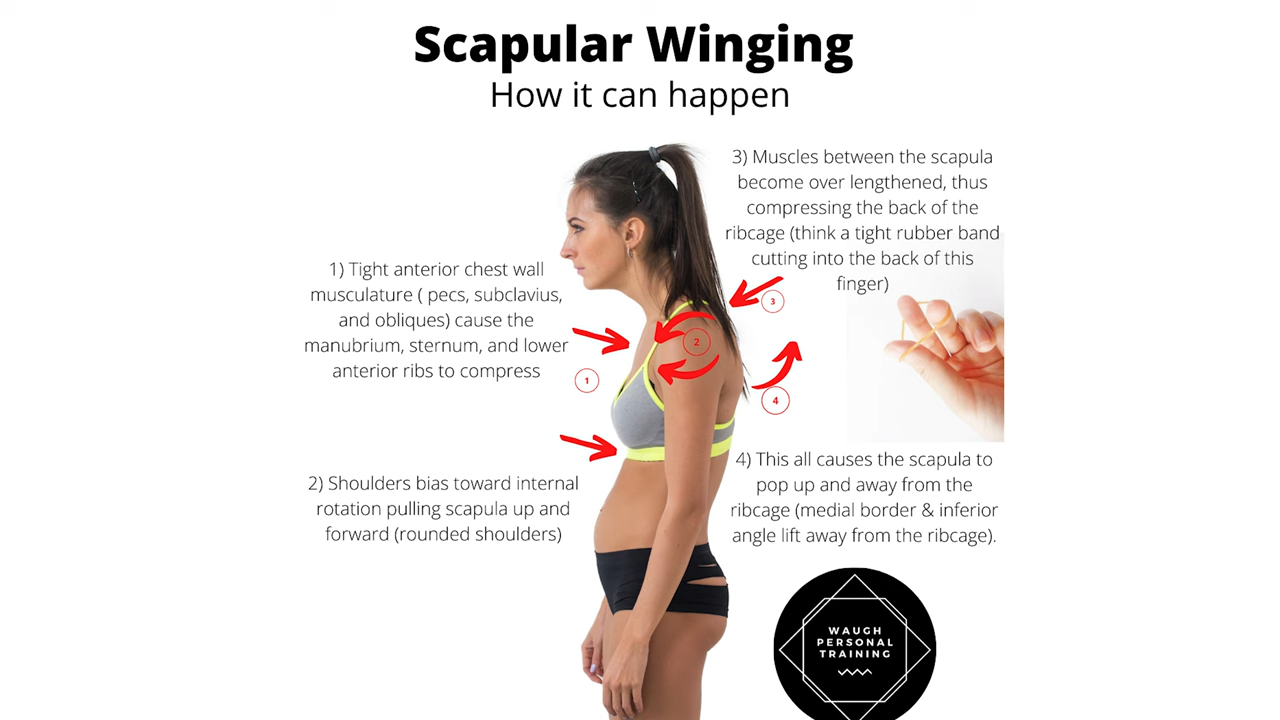 Scapular Winging
How it can happen
1) Tight anterior chest wall
musculature ( pecs, subclavius,
and obliques) cause the
manubrium, sternum, and lower
anterior ribs to compress
2) Shoulders bias toward internal
rotation pulling scapula up and
forward (rounded shoulders)
3) Muscles between the scapula
become over lengthened, thus
compressing the back of the
ribcage (think a tight rubber band
cutting into the back of this
finger)
4) This all causes the scapula to
pop up and away from the
ribcage (medial border & inferior
angle lift away from the ribcage).
1
2
3
4
WAUGH
PERSONAL
TRAINING